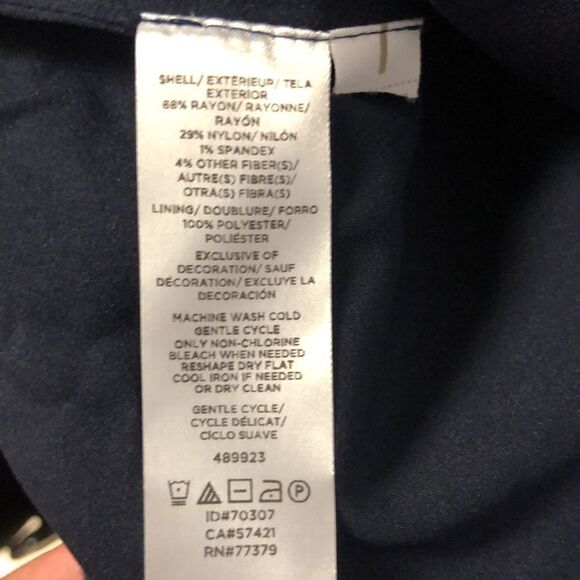 SHELL/ EXTERIEUR/ TELA
EXTERIOR
66% RAYON/ RAYONNE/
RAYÓN
29% NYLON/ NILÓN
1% SPANDEX
4% OTHER FIBER(S)/
AUTRE(S) FIBRE(S)/
OTRA(S) FIBRA(S)
LINING/ DOUBLURE/ FORRO
100% POLYESTER/
POLIÉSTER
EXCLUSIVE OF
DECORATION/ SAUF
DÉCORATION/ EXCLUYE LA
DECORACIÓN
MACHINE WASH COLD
GENTLE CYCLE
ONLY NON-CHLORINE
BLEACH WHEN NEEDED
RESHAPE DRY FLAT
COOL IRON IF NEEDED
OR DRY CLEAN
GENTLE CYCLE/
CYCLE DÉLICAT/
CICLO SUAVE
489923
P
ID#70307
CA#57421
RN#77379